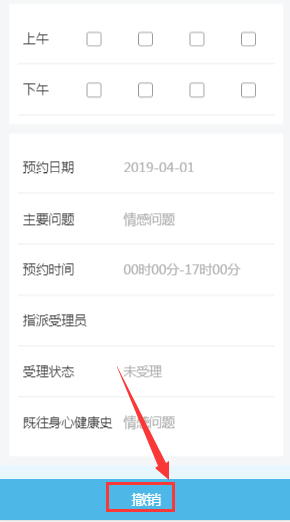 上午
下午
预约日期 2019-04-01
主要问题 情感问题
预约时间 00时00分-17时00分
指派受理员
受理状态 未受理
既往身心健康史 情感问题
撤销